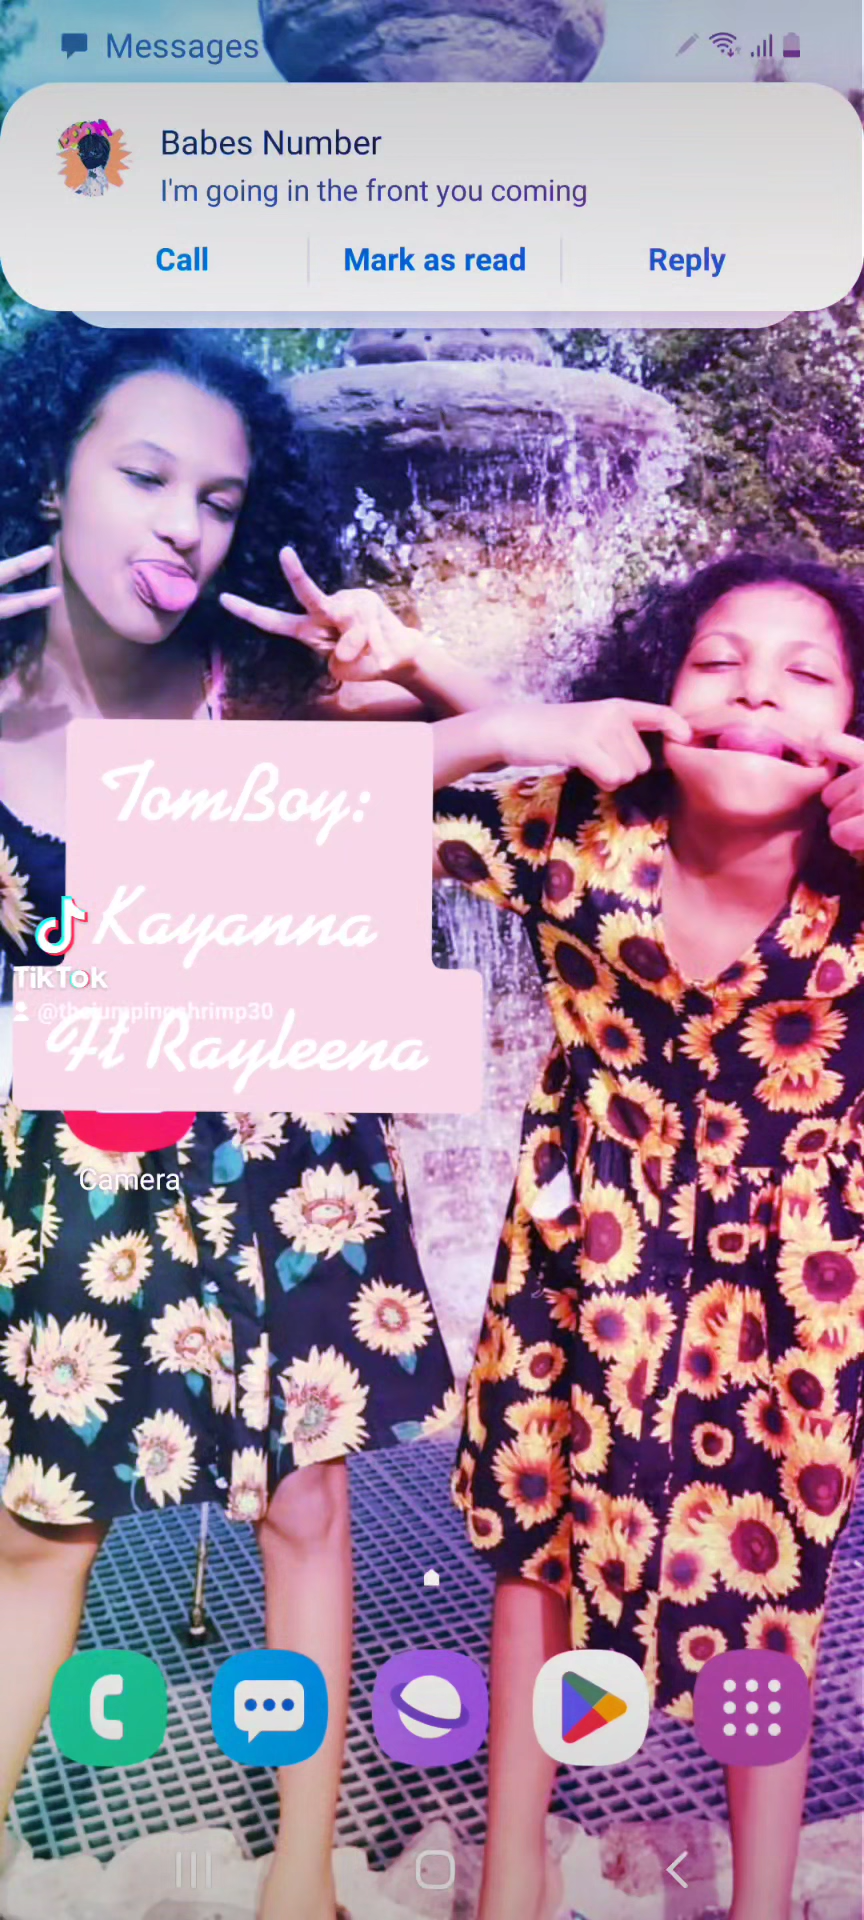 Messages
Babes Number
I'm going in the front you coming
Call
Mark as read
Reply
TomBoy:
Kayanna
TikTok
@thejumpingshrimp30
Ft Rayleena
Camera